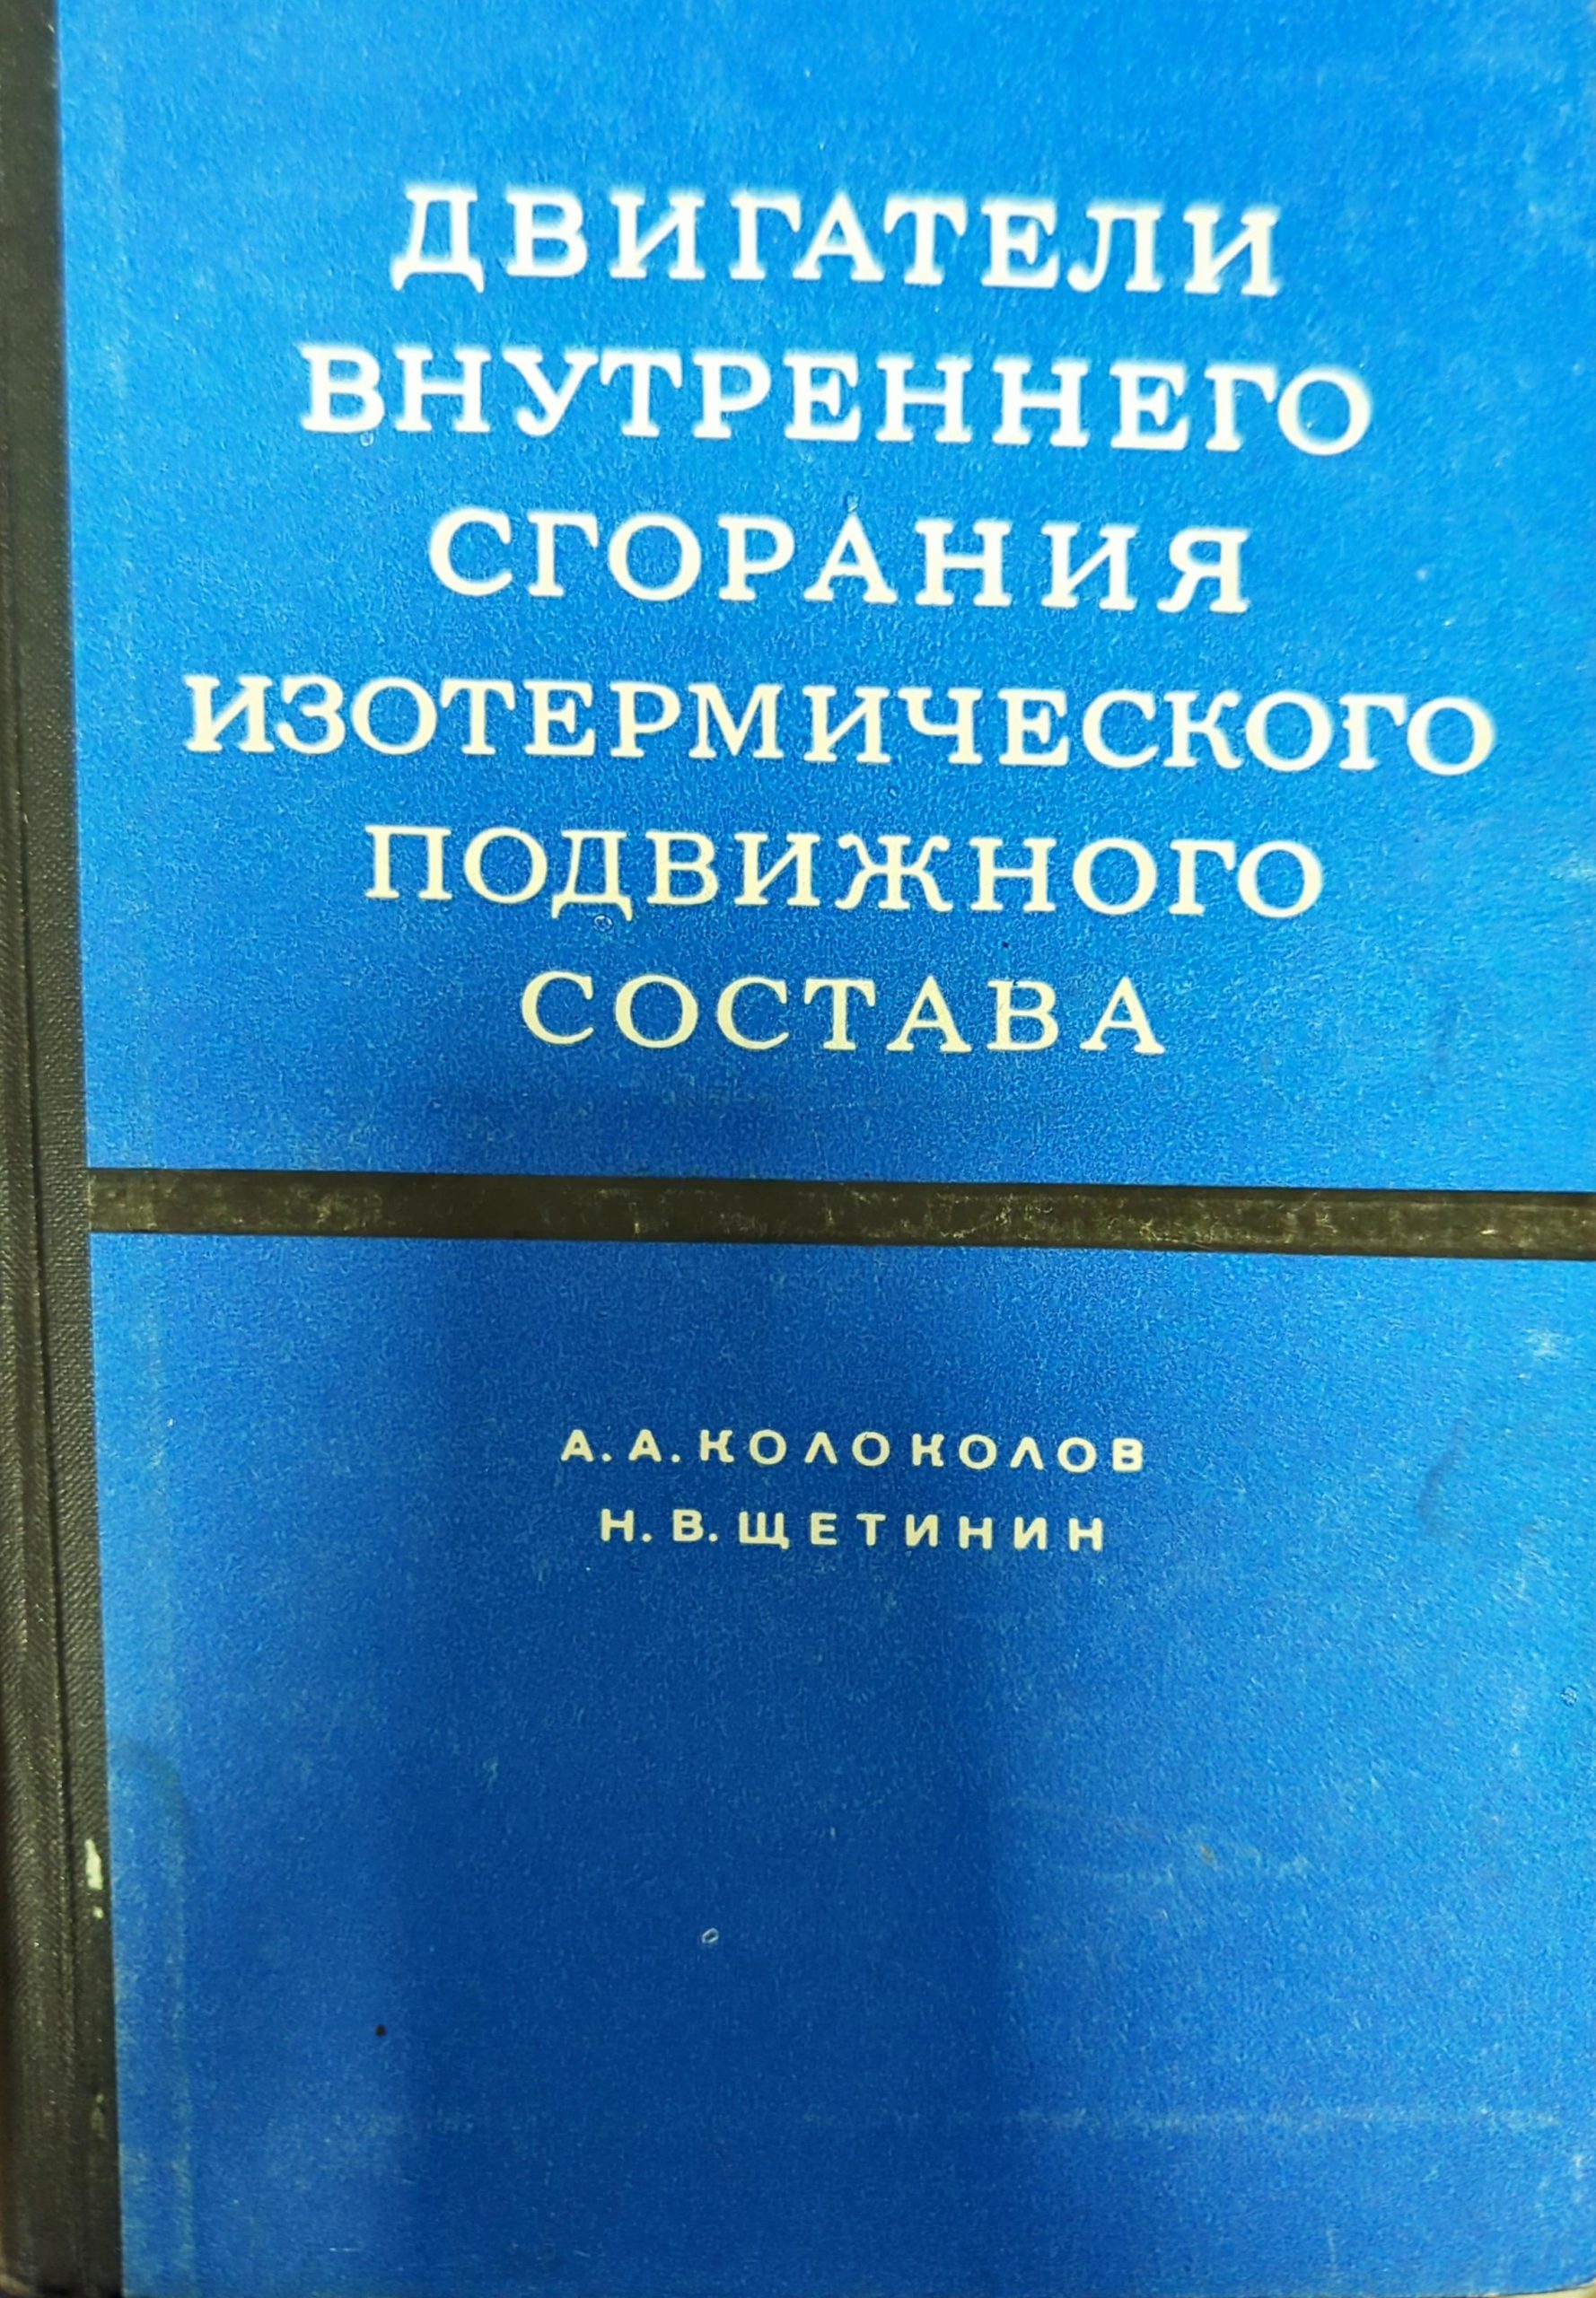 ДВИГАТЕЛИ
ВНУТРЕННЕГО
СГОРАНИЯ
ИЗОТЕРМИЧЕСКОГО
ПОДВИЖНОГО
СОСТАВА
А. А. КОЛОКОЛОВ
Н. В. ЩЕТИНИН